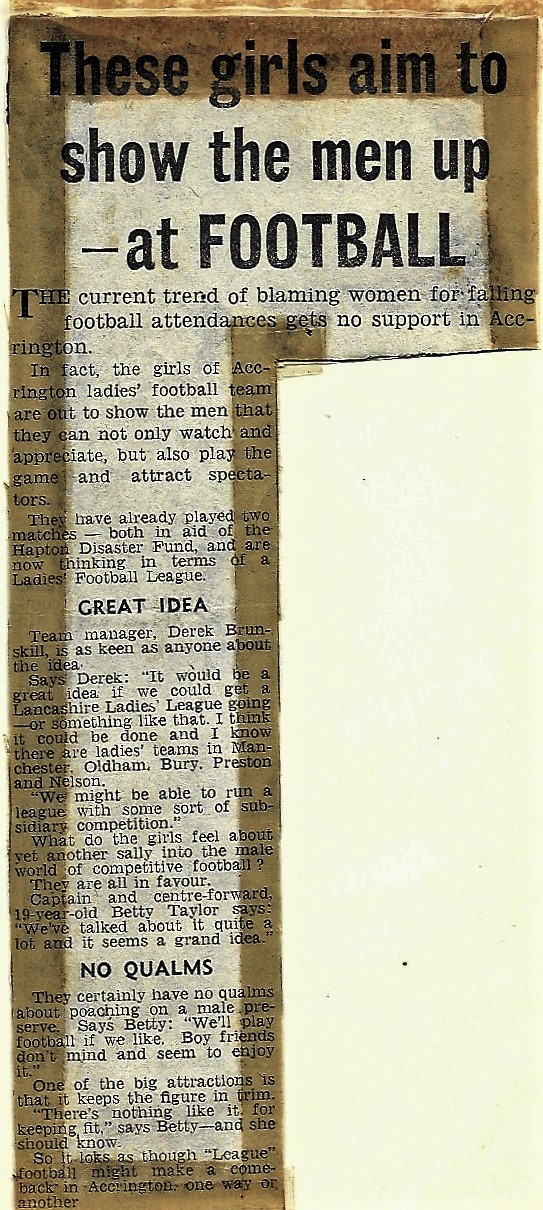 These girls aim to
show the men up
—at FOOTBALL
THE current trend of blaming women for falling
football attendances gets no support in Acc-
rington.
In fact, the girls of Acc-
rington ladies' football team
are out to show the men that
they can not only watch and
appreciate, but also play the
game and attract specta-
tors.
They have already played two
matches — both in aid of the
Hapton Disaster Fund, and are
now thinking in terms of a
Ladies' Football League.
GREAT IDEA
Team manager, Derek Brun-
skill, is as keen as anyone about
the idea.
Says Derek: "It would be a
great idea if we could get a
Lancashire Ladies' League going
—or something like that. I think
it could be done and I know
there are ladies' teams in Man-
chester, Oldham, Bury, Preston
and Nelson.
"We might be able to run a
league with some sort of sub-
sidiary competition."
What do the girls feel about
yet another sally into the male
world of competitive football?
They are all in favour.
Captain and centre-forward,
19-year-old Betty Taylor says:
"We've talked about it quite a
lot and it seems a grand idea."
NO QUALMS
They certainly have no qualms
about poaching on a male pre-
serve. Says Betty: "We'll play
football if we like. Boy friends
don't mind and seem to enjoy
it."
One of the big attractions is
that it keeps the figure in trim.
"There's nothing like it for
keeping fit," says Betty—and she
should know.
So it loks as though "League"
football might make a come-
back in Accrington, one way or
another